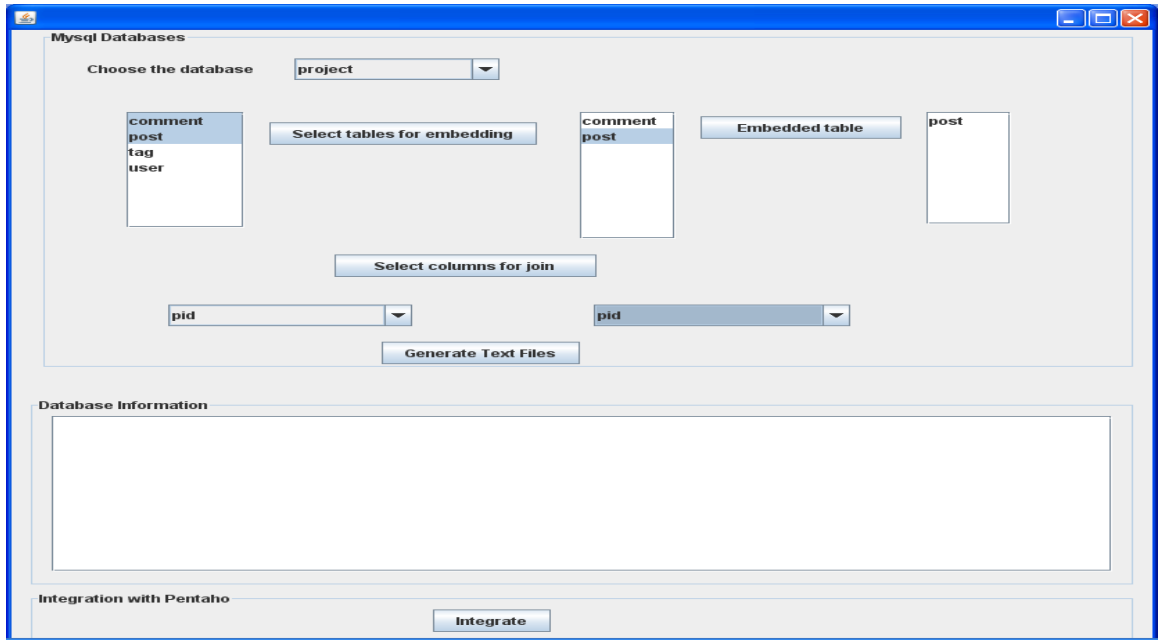 Mysql Databases
Choose the database
project
comment
post
tag
user
Select tables for embedding
comment
post
Embedded table
post
Select columns for join
pid
pid
Generate Text Files
Database Information
Integration with Pentaho
Integrate